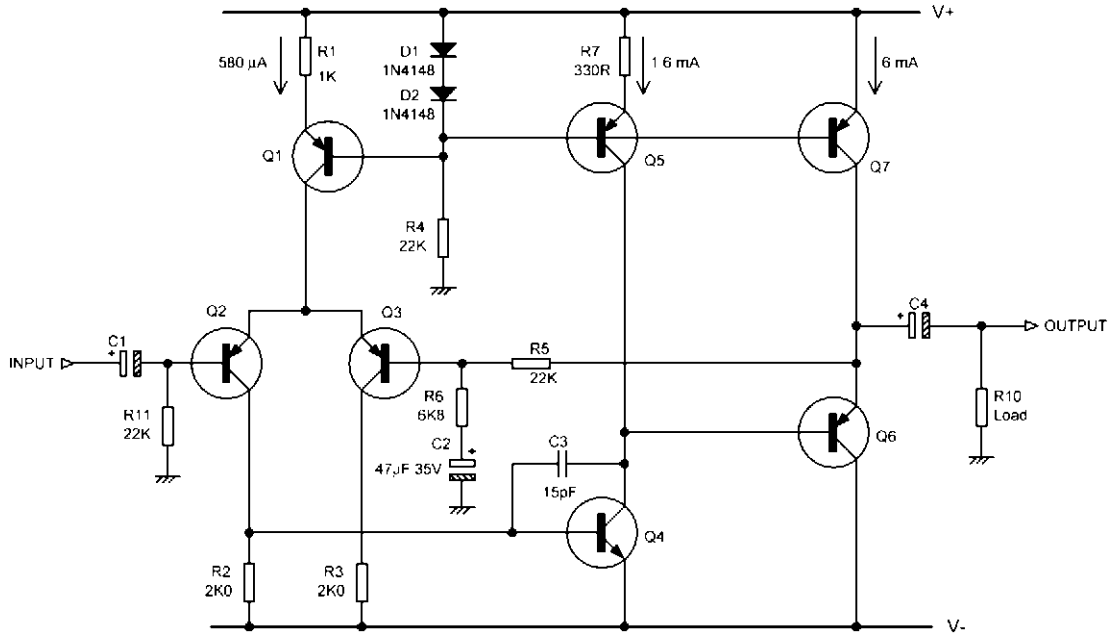 V+
580 µA
R1
1K
D1
1N4148
D2
1N4148
R7
330R
1 6 mA
6 mA
Q1
Q5
Q7
R4
22K
Q2
Q3
C4
OUTPUT
INPUT
C1
R5
22K
R11
22K
R6
6K8
R10
Load
Q6
C2
47µF 35V
C3
15pF
Q4
R2
2K0
R3
2K0
V-